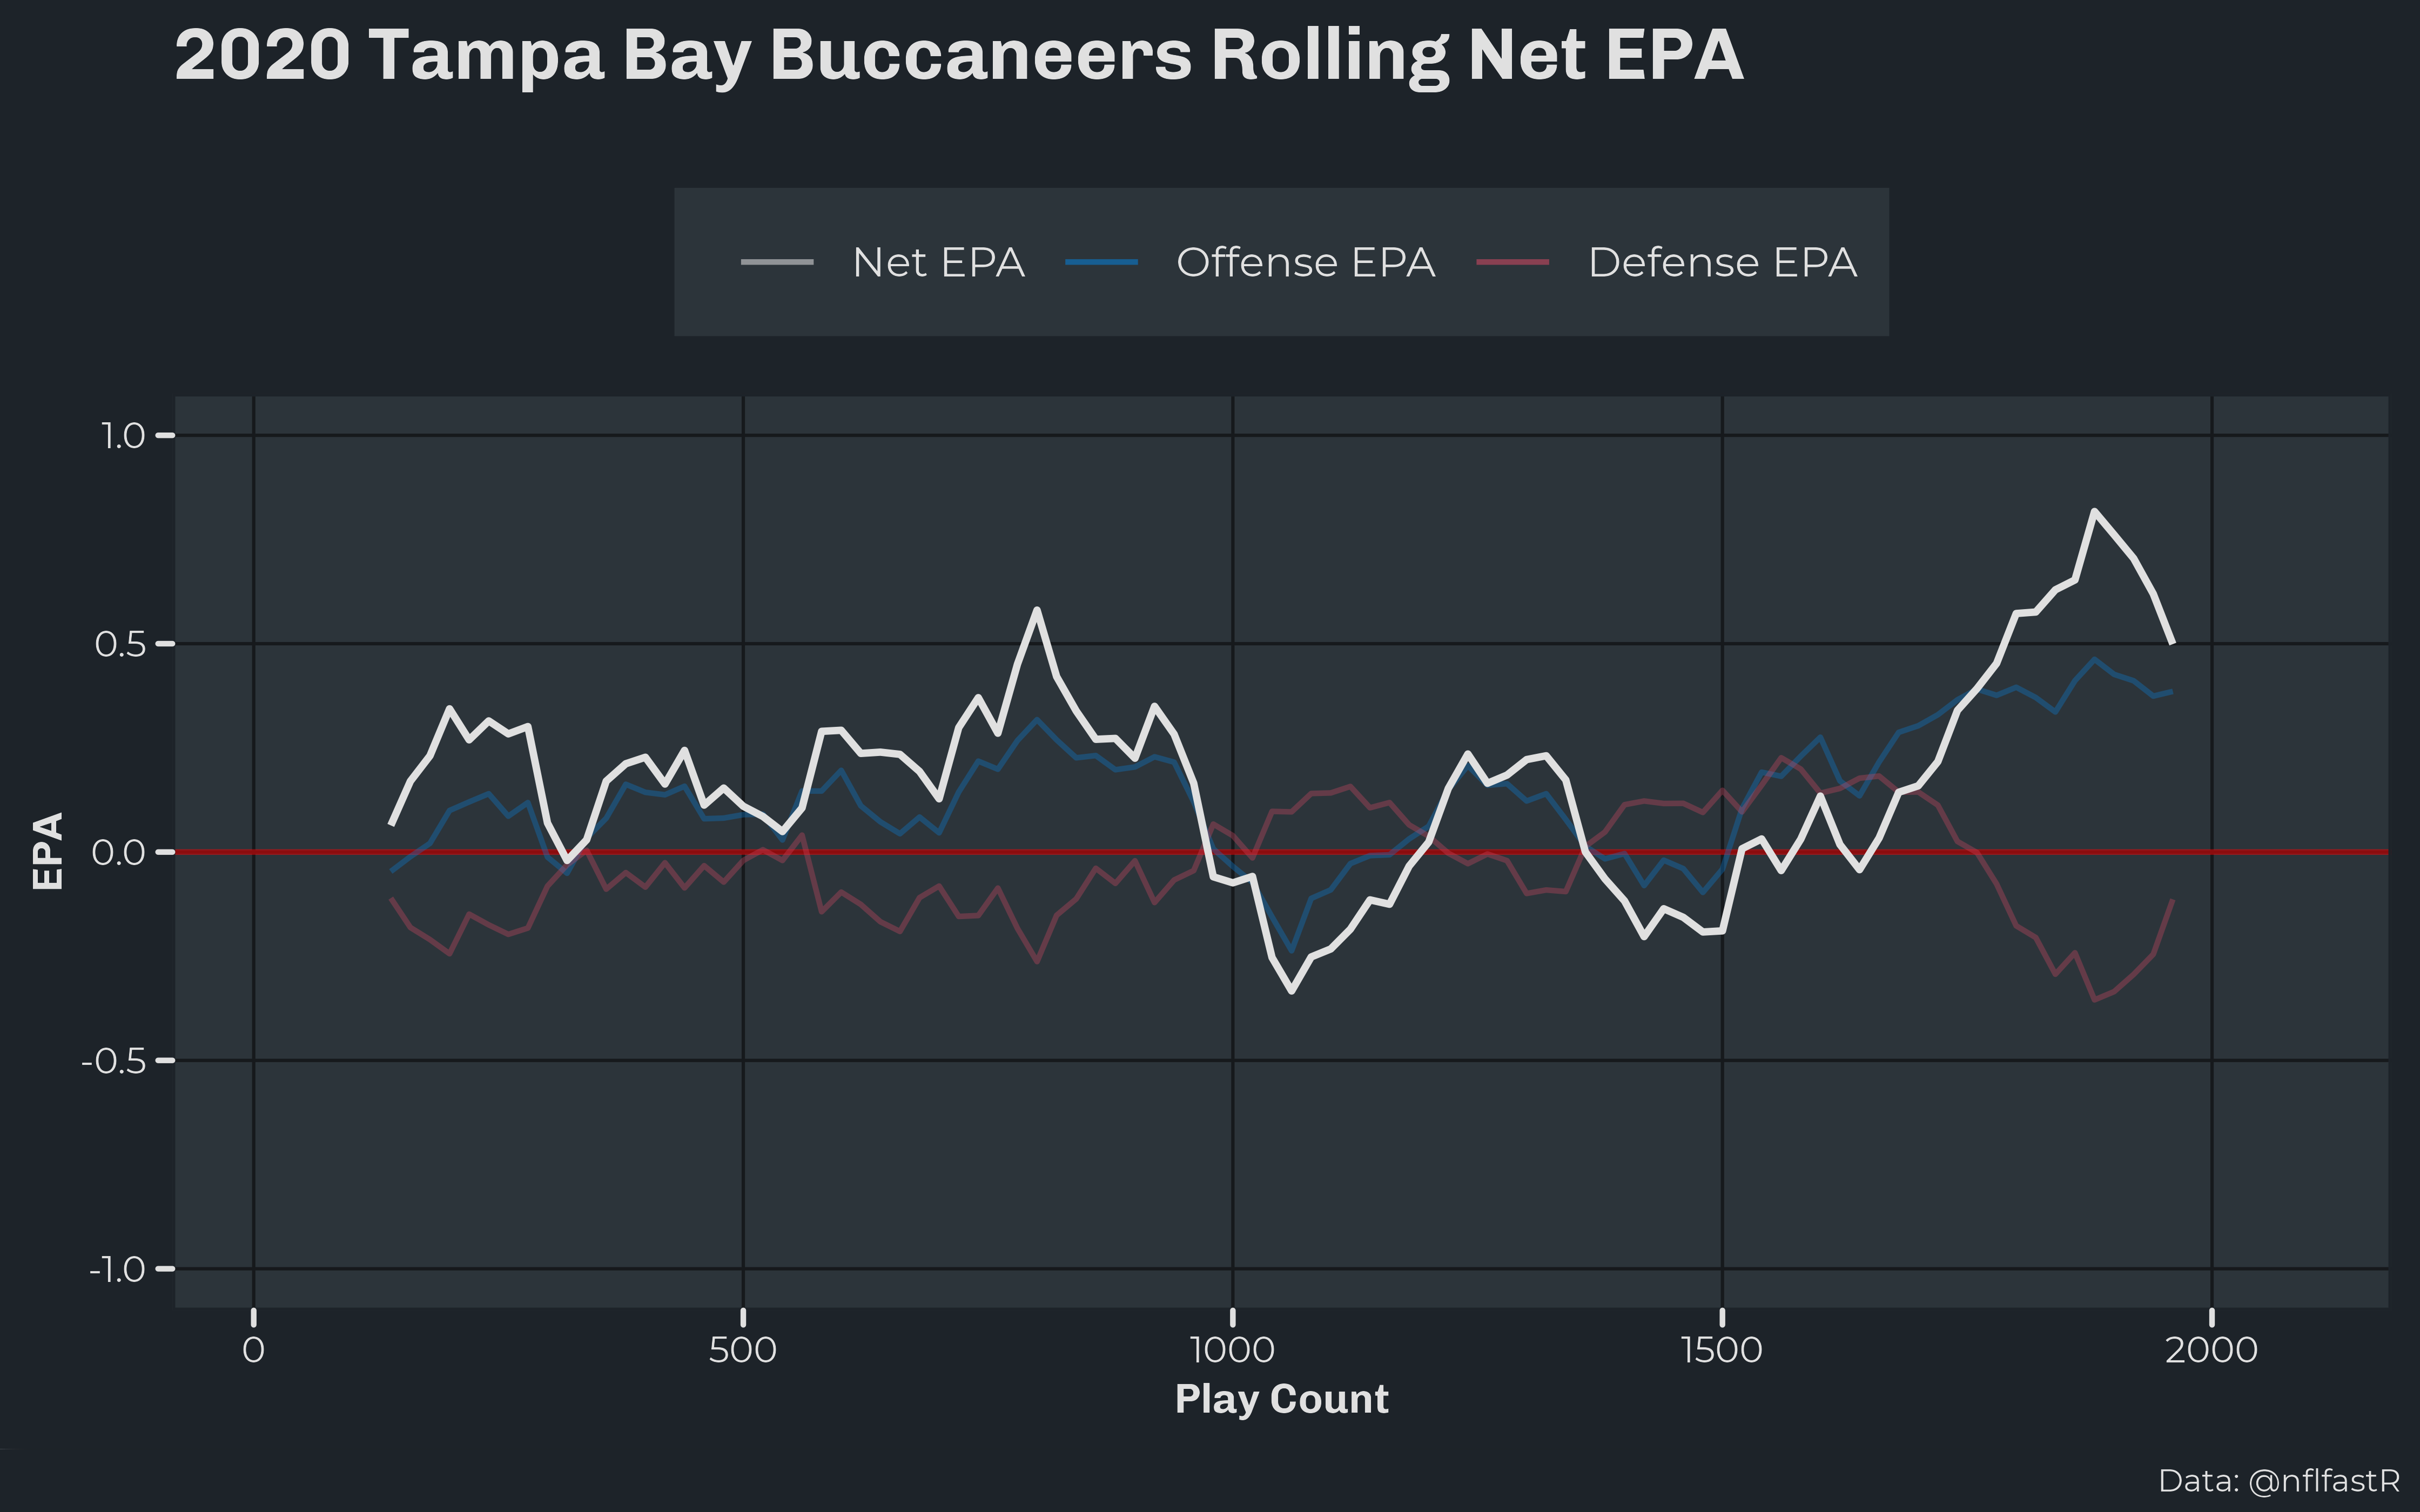 2020 Tampa Bay Buccaneers Rolling Net EPA
Net EPA Offense EPA Defense EPA
1.0
0.5
0.0
-0.5
-1.0
EPA
0 500 1000 1500 2000
Play Count
Data: @nflfastR